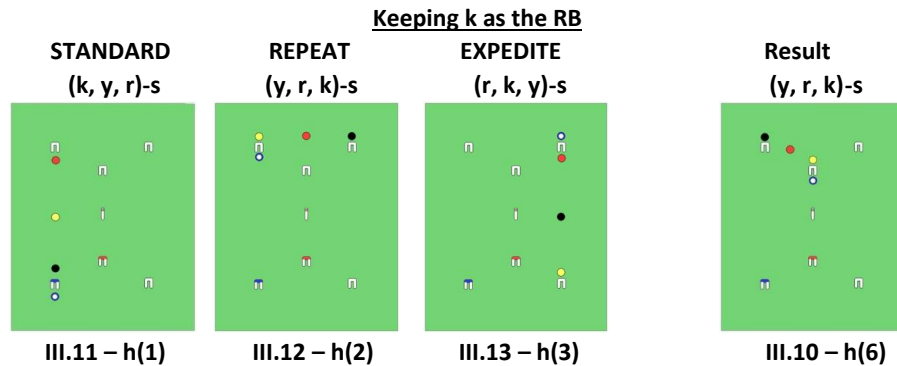 Keeping k as the RB
STANDARD REPEAT EXPEDITE Result
(k, y, r)-s (y, r, k)-s (r, k, y)-s (y, r, k)-s
III.11 – h(1) III.12 – h(2) III.13 – h(3) III.10 – h(6)